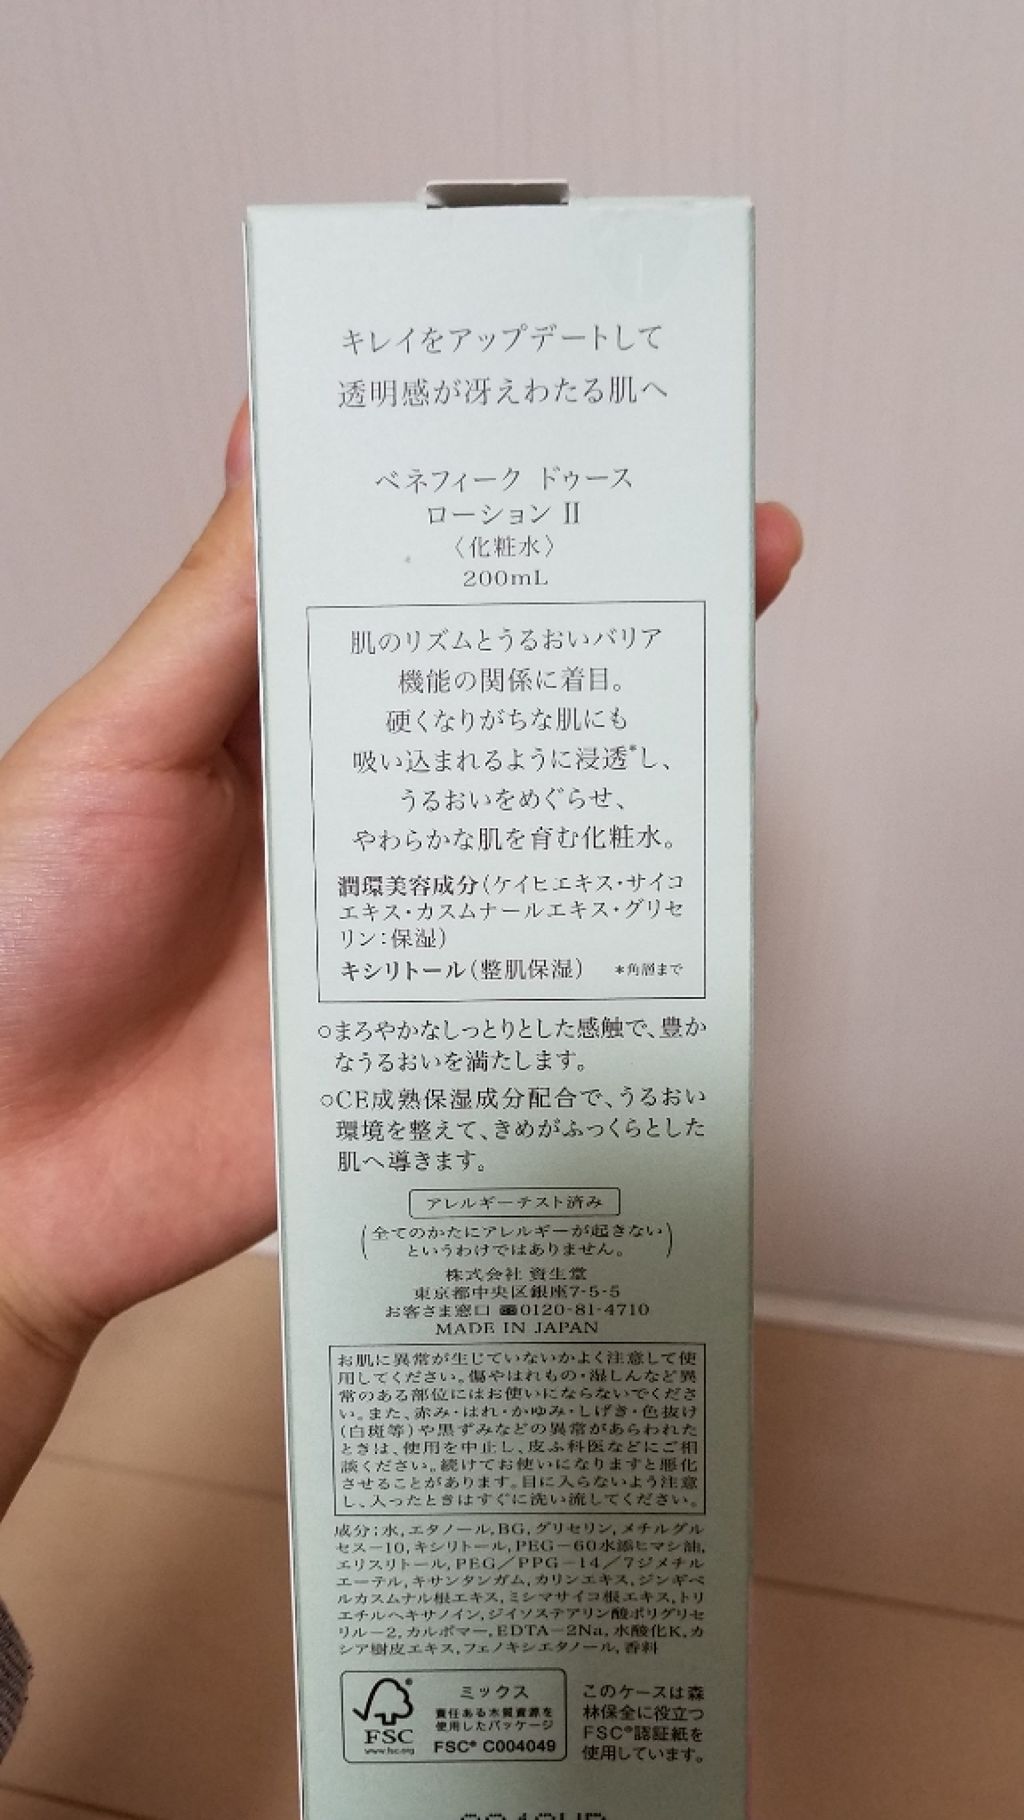 キレイをアップデートして
透明感が冴えわたる肌へ
ベネフィーク ドゥース
ローション II
〈化粧水〉
200mL
肌のリズムとうるおいバリア
機能の関係に着目。
硬くなりがちな肌にも
吸い込まれるように浸透*し、
うるおいをめぐらせ、
やわらかな肌を育む化粧水。
潤環美容成分(ケイヒエキス・サイコ
エキス・カスムナールエキス・グリセ
リン:保湿)
キシリトール(整肌保湿) *角層まで
○まろやかなしっとりとした感触で、豊か
なうるおいを満たします。
○CE成熟保湿成分配合で、うるおい
環境を整えて、きめがふっくらとした
肌へ導きます。
アレルギーテスト済み
(全てのかたにアレルギーが起きない
というわけではありません。)
株式会社 資生堂
東京都中央区銀座7-5-5
お客さま窓口 0120-81-4710
MADE IN JAPAN
お肌に異常が生じていないかよく注意して使
用してください。傷やはれもの・湿しんなど異
常のある部位にはお使いにならないでくださ
い。また、赤み・はれ・かゆみ・しげき・色抜け
(白斑等)や黒ずみなどの異常があらわれた
ときは、使用を中止し、皮ふ科医などにご相
談ください。続けてお使いになりますと悪化
させることがあります。目に入らないよう注意
し、入ったときはすぐに洗い流してください。
成分:水,エタノール,BG,グリセリン,メチルグル
セス-10,キシリトール,PEG-60水添ヒマシ油,
エリスリトール,PEG/PPG-14/7ジメチル
エーテル,キサンタンガム,カリンエキス,ジンギベ
ルカスムナル根エキス,ミシマサイコ根エキス,トリ
エチルヘキサノイン,ジイソステアリン酸ポリグリセ
リル-2,カルボマー,EDTA-2Na,水酸化K,カ
シア樹皮エキス,フェノキシエタノール,香料
FSC
www.fsc.org
ミックス
責任ある木質資源を
使用したパッケージ
FSC® C004049
このケースは森
林保全に役立つ
FSC®認証紙を
使用しています。